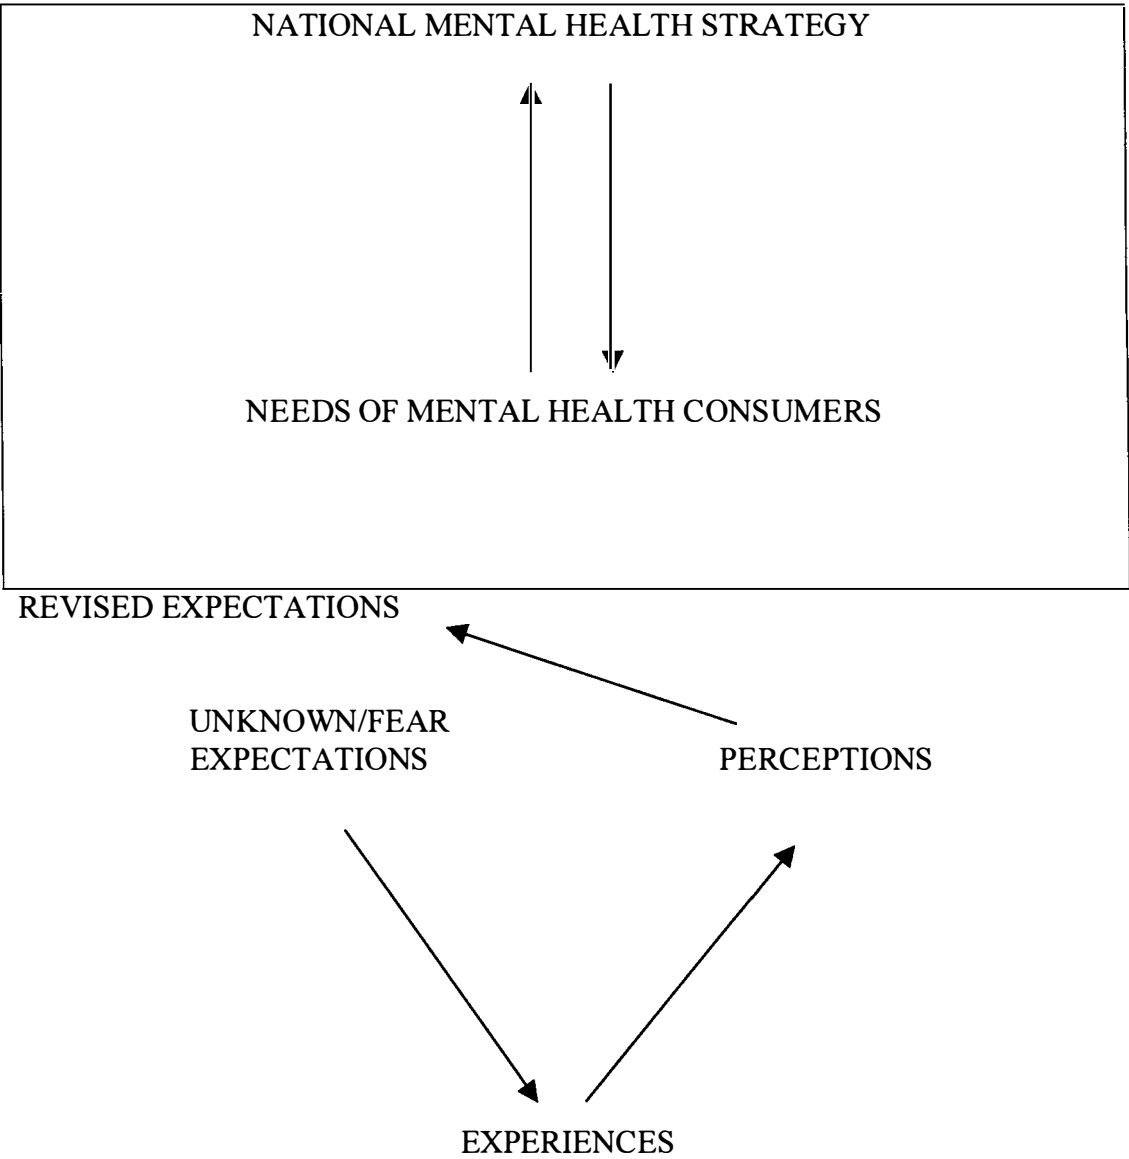 NATIONAL MENTAL HEALTH STRATEGY
NEEDS OF MENTAL HEALTH CONSUMERS
REVISED EXPECTATIONS
UNKNOWN/FEAR
EXPECTATIONS
PERCEPTIONS
EXPERIENCES